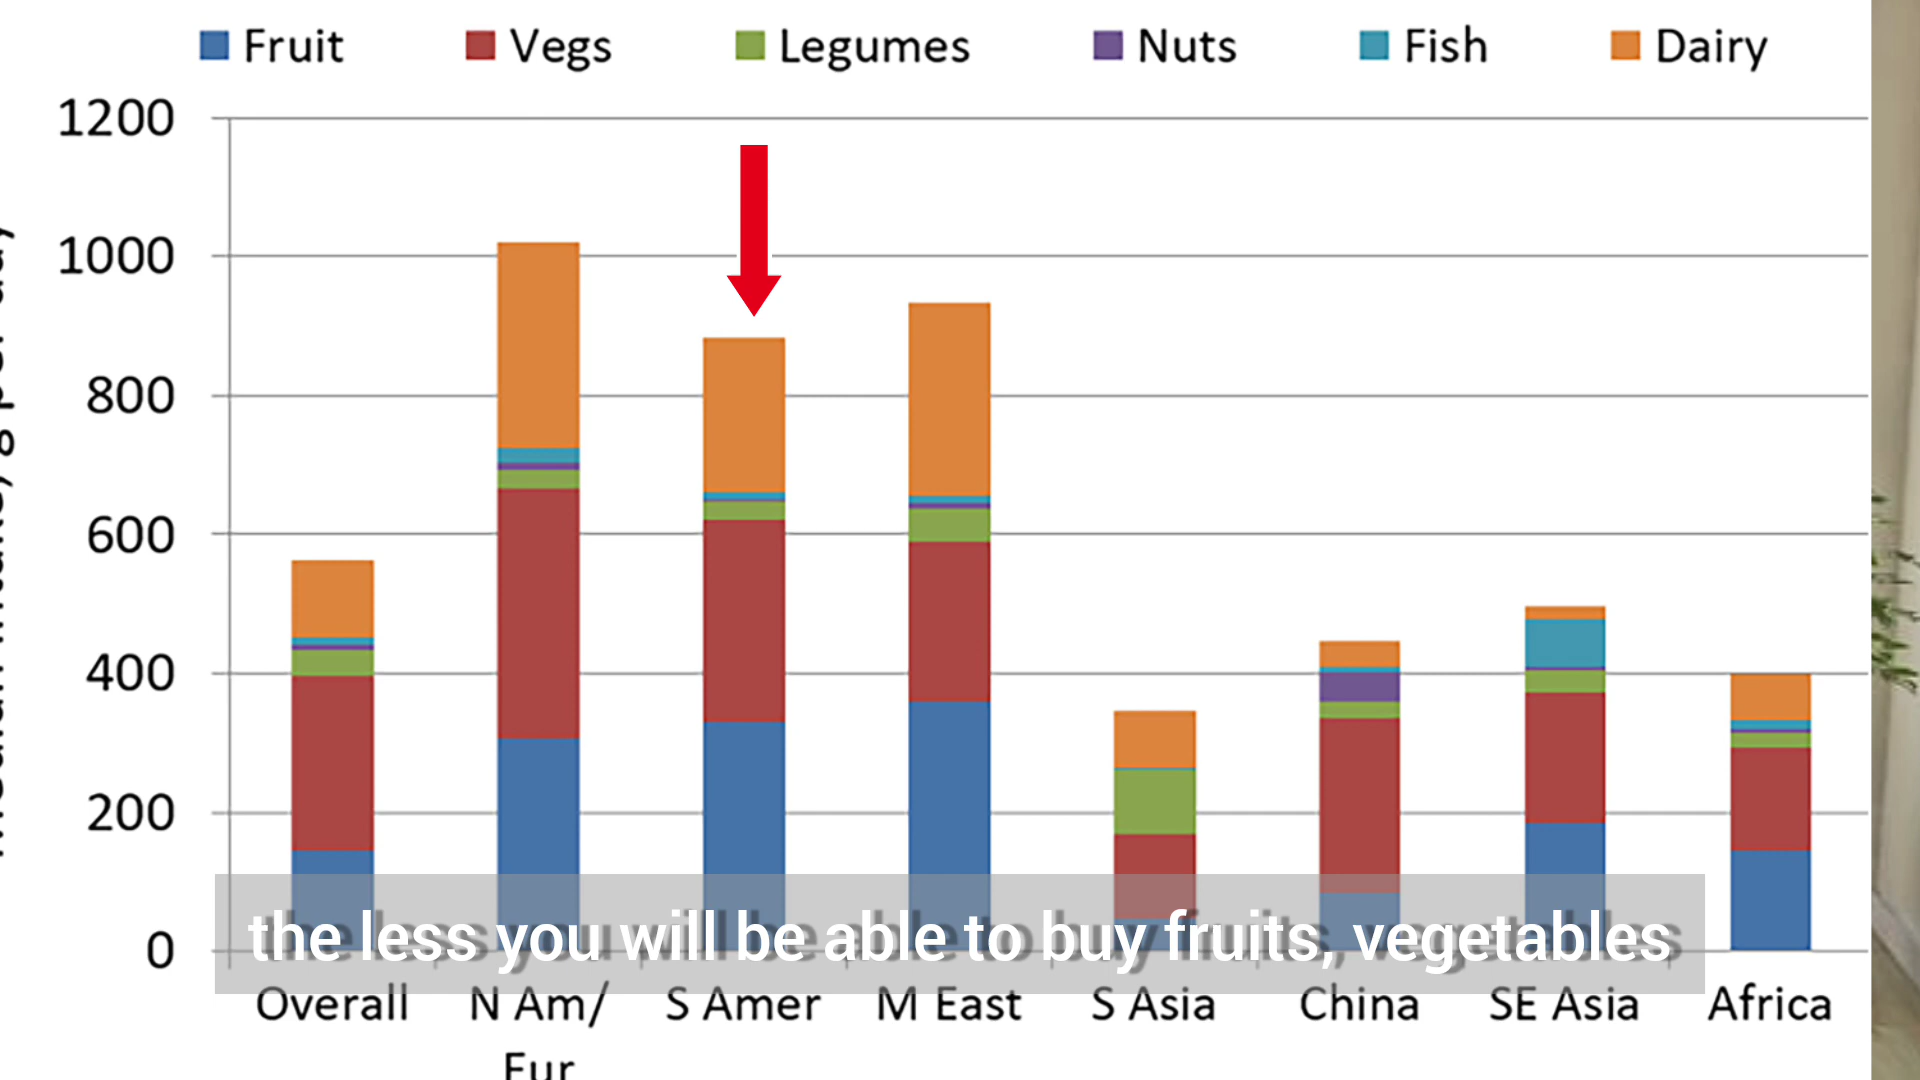 Fruit Vegs Legumes Nuts Fish Dairy
1200
1000
800
600
400
200
0
the less you will be able to buy fruits, vegetables
Overall N Am/ S Amer M East S Asia China SE Asia Africa
Eur